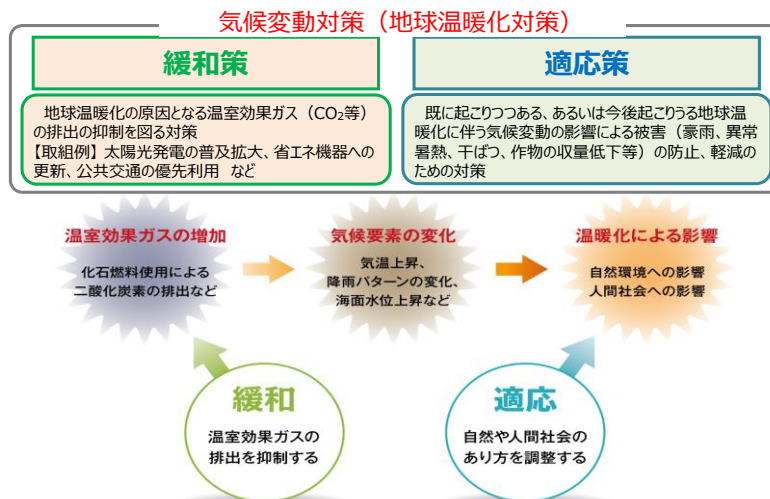 気候変動対策（地球温暖化対策）
緩和策
地球温暖化の原因となる温室効果ガス（CO₂等）
の排出の抑制を図る対策
【取組例】太陽光発電の普及拡大、省エネ機器への
更新、公共交通の優先利用　など
適応策
既に起こりつつある、あるいは今後起こりうる地球温
暖化に伴う気候変動の影響による被害（豪雨、異常
暑熱、干ばつ、作物の収量低下等）の防止、軽減の
ための対策
温室効果ガスの増加
化石燃料使用による
二酸化炭素の排出など
気候要素の変化
気温上昇、
降雨パターンの変化、
海面水位上昇など
温暖化による影響
自然環境への影響
人間社会への影響
緩和
温室効果ガスの
排出を抑制する
適応
自然や人間社会の
あり方を調整する